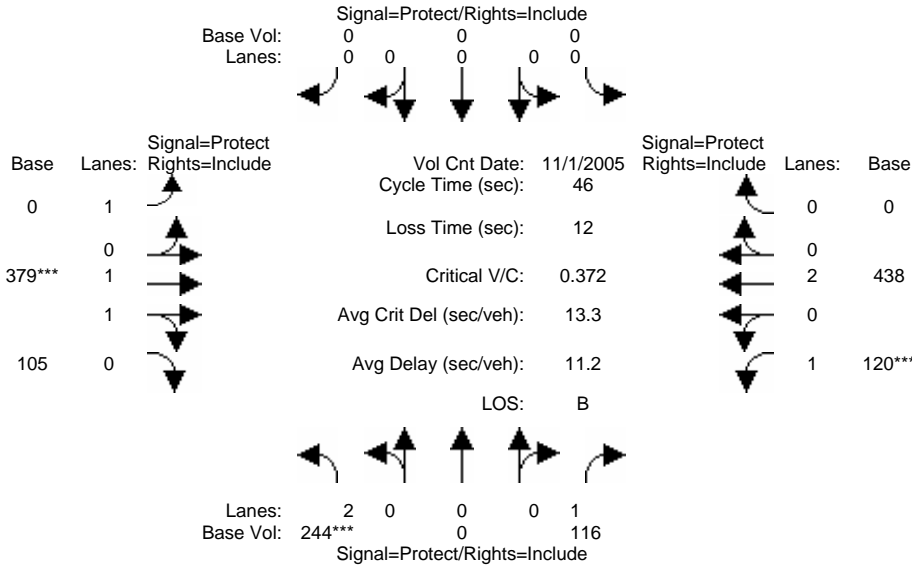 Signal=Protect/Rights=Include
Base Vol: 0 0 0
Lanes: 0 0 0 0 0
Signal=Protect Signal=Protect
Base Lanes: Rights=Include Vol Cnt Date: 11/1/2005 Rights=Include Lanes: Base
Cycle Time (sec): 46
0 1 0 0
Loss Time (sec): 12
0 0
379*** 1 Critical V/C: 0.372 2 438
1 Avg Crit Del (sec/veh): 13.3 0
105 0 Avg Delay (sec/veh): 11.2 1 120***
LOS: B
Lanes: 2 0 0 0 1
Base Vol: 244*** 0 116
Signal=Protect/Rights=Include